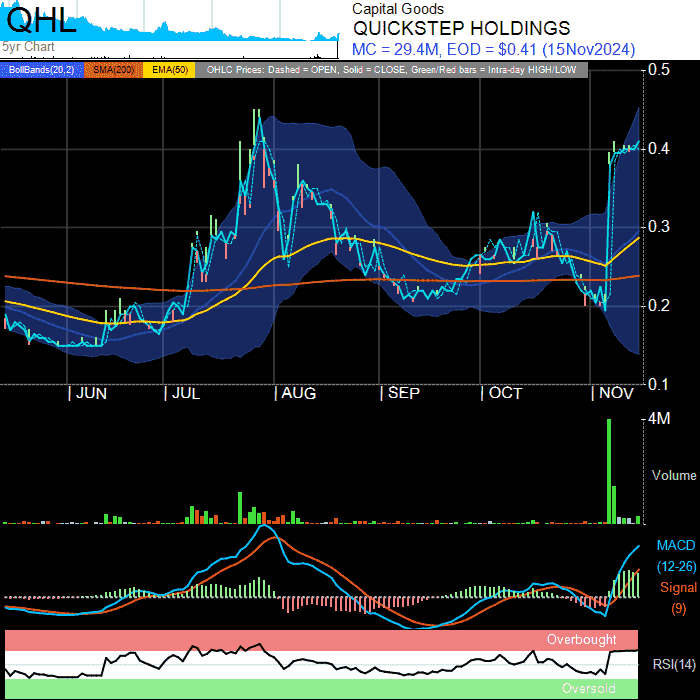 QHL
Capital Goods
QUICKSTEP HOLDINGS
MC = 29.4M, EOD = $0.41 (15Nov2024)
5yr Chart
BollBands(20,2) SMA(200) EMA(50) OHLC Prices: Dashed = OPEN, Solid = CLOSE, Green/Red bars = Intra-day HIGH/LOW
0.5
0.4
0.3
0.2
0.1
JUN JUL AUG SEP OCT NOV
4M
Volume
MACD
(12-26)
Signal
(9)
Overbought
RSI(14)
Oversold